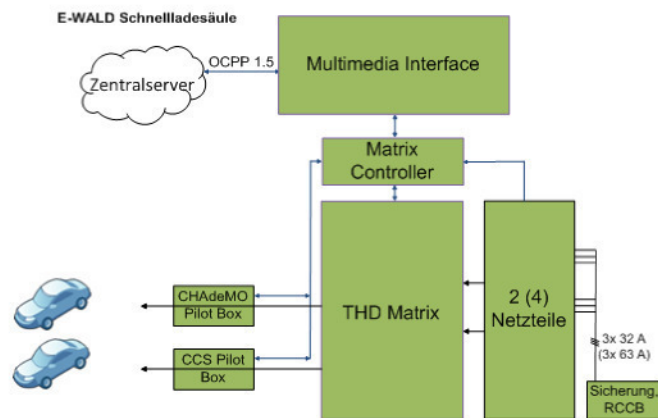 E-WALD Schnellladesäule
OCPP 1.5
Zentralserver
Multimedia Interface
Matrix
Controller
CHAdeMO
Pilot Box
THD Matrix
2 (4)
Netzteile
CCS Pilot
Box
3x 32 A
(3x 63 A)
Sicherung,
RCCB